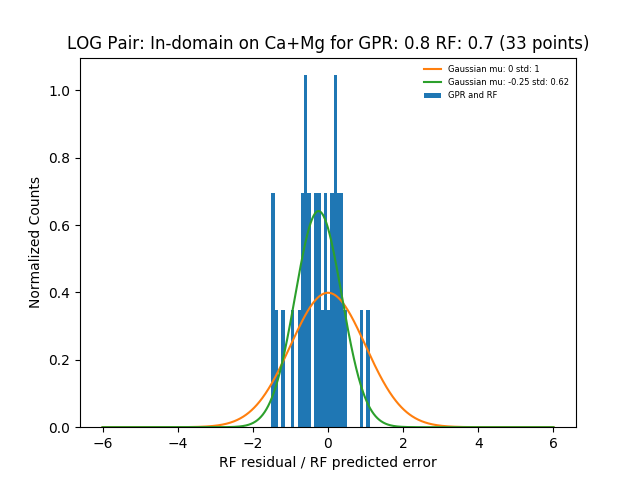 LOG Pair: In-domain on Ca+Mg for GPR: 0.8 RF: 0.7 (33 points)
Gaussian mu: 0 std: 1
Gaussian mu: -0.25 std: 0.62
GPR and RF
Normalized Counts
1.0
0.8
0.6
0.4
0.2
0.0
−6 −4 −2 0 2 4 6
RF residual / RF predicted error